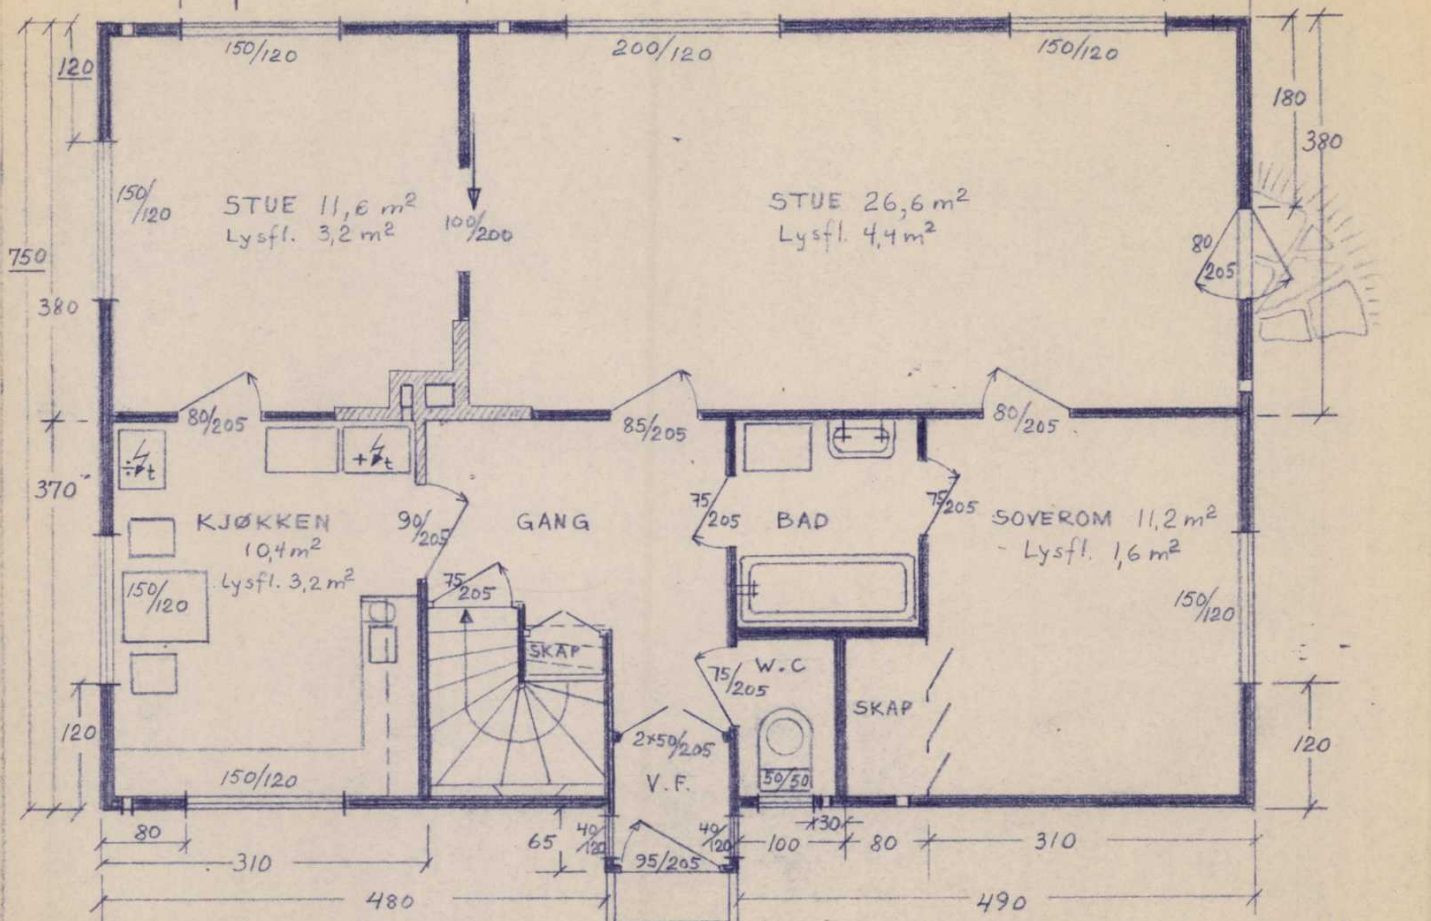 150/120
200/120
150/120
120
180
380
150/120
STUE 11,6 m²
Lysfl. 3,2 m²
100/200
STUE 26,6 m²
Lysfl. 4,4 m²
80/205
750
380
80/205
85/205
80/205
÷ t
+ t
370
KJØKKEN
10,4 m²
Lysfl. 3,2 m²
90/205
GANG
75/205
BAD
75/205
SOVEROM 11,2 m²
Lysfl. 1,6 m²
150/120
75/205
150/120
SKAP
W.C
75/205
SKAP
120
2x50/205
120
150/120
V.F.
50/50
80
65
40/120
40/120
30
310
95/205
100
80
310
480
490